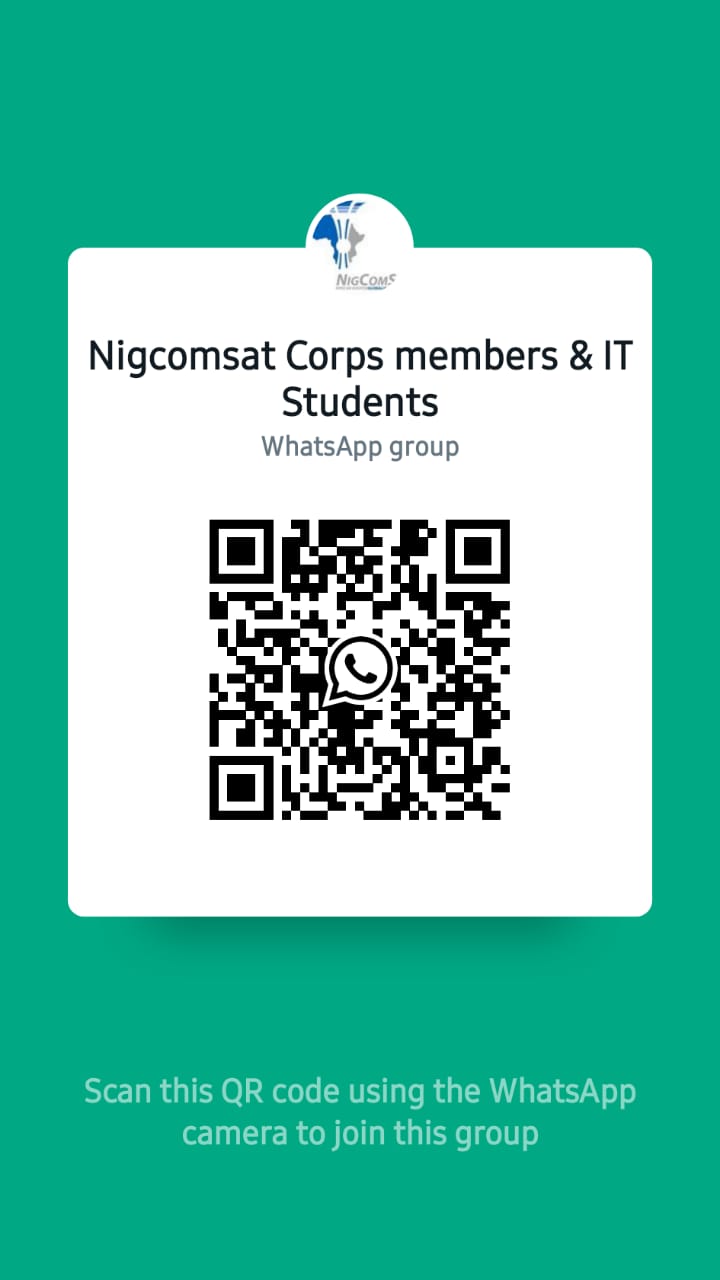 NIGCOMS
Nigcomsat Corps members & IT
Students
WhatsApp group
Scan this QR code using the WhatsApp
camera to join this group